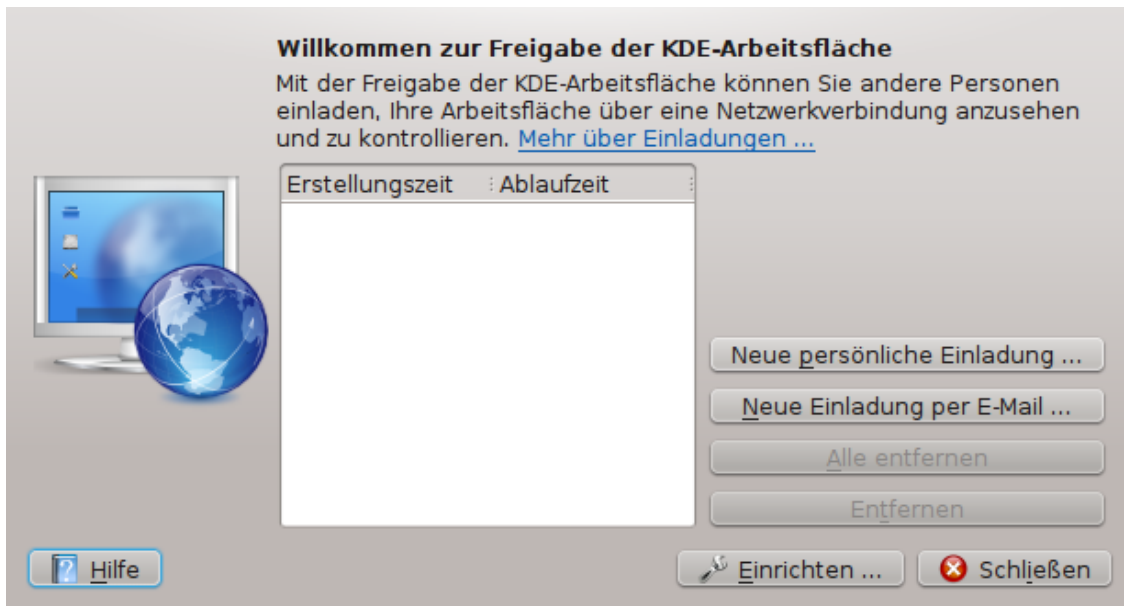 Willkommen zur Freigabe der KDE-Arbeitsfläche
Mit der Freigabe der KDE-Arbeitsfläche können Sie andere Personen
einladen, Ihre Arbeitsfläche über eine Netzwerkverbindung anzusehen
und zu kontrollieren. Mehr über Einladungen ...
Erstellungszeit Ablaufzeit
Neue persönliche Einladung ...
Neue Einladung per E-Mail ...
Alle entfernen
Entfernen
Hilfe Einrichten ... Schließen